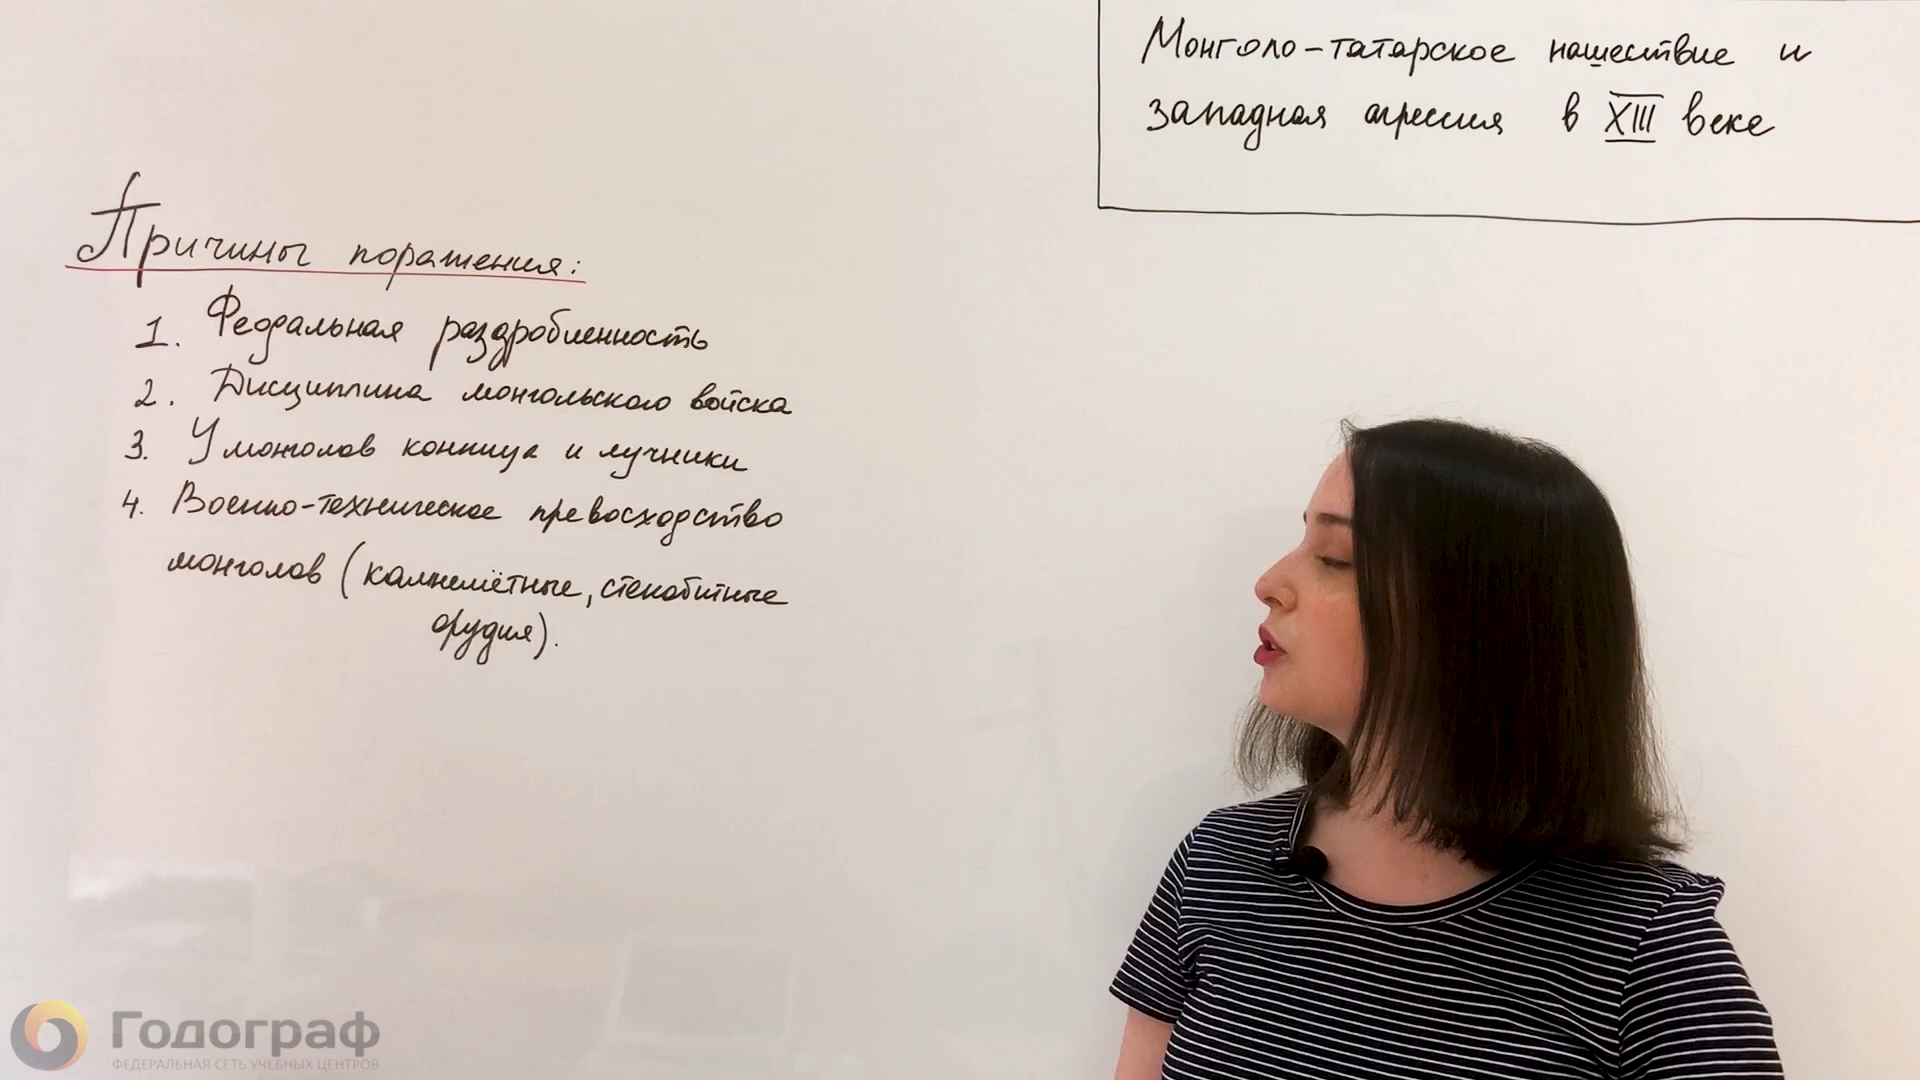 Монголо-татарское нашествие и
западная агрессия в XIII веке
Причины поражения:
1. Феодальная раздробленность
2. Дисциплина монгольского войска
3. У монголов конница и лучники
4. Военно-техническое превосходство
монголов (камнемётные, стенобитные
орудия).
Годограф
ФЕДЕРАЛЬНАЯ СЕТЬ УЧЕБНЫХ ЦЕНТРОВ